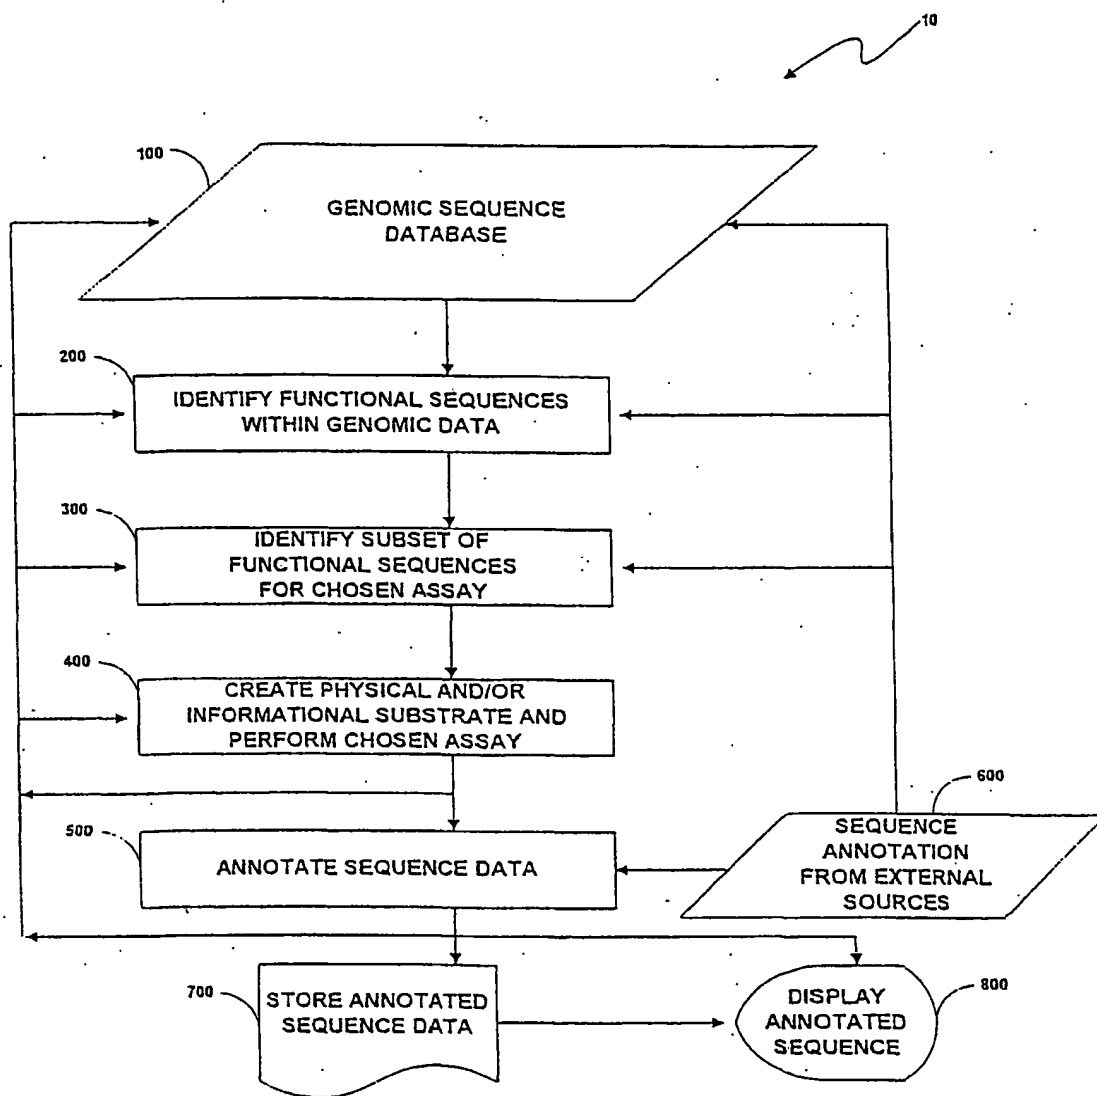 10
100
GENOMIC SEQUENCE
DATABASE
200
IDENTIFY FUNCTIONAL SEQUENCES
WITHIN GENOMIC DATA
300
IDENTIFY SUBSET OF
FUNCTIONAL SEQUENCES
FOR CHOSEN ASSAY
400
CREATE PHYSICAL AND/OR
INFORMATIONAL SUBSTRATE AND
PERFORM CHOSEN ASSAY
500
ANNOTATE SEQUENCE DATA
600
SEQUENCE
ANNOTATION
FROM EXTERNAL
SOURCES
700
STORE ANNOTATED
SEQUENCE DATA
800
DISPLAY
ANNOTATED
SEQUENCE